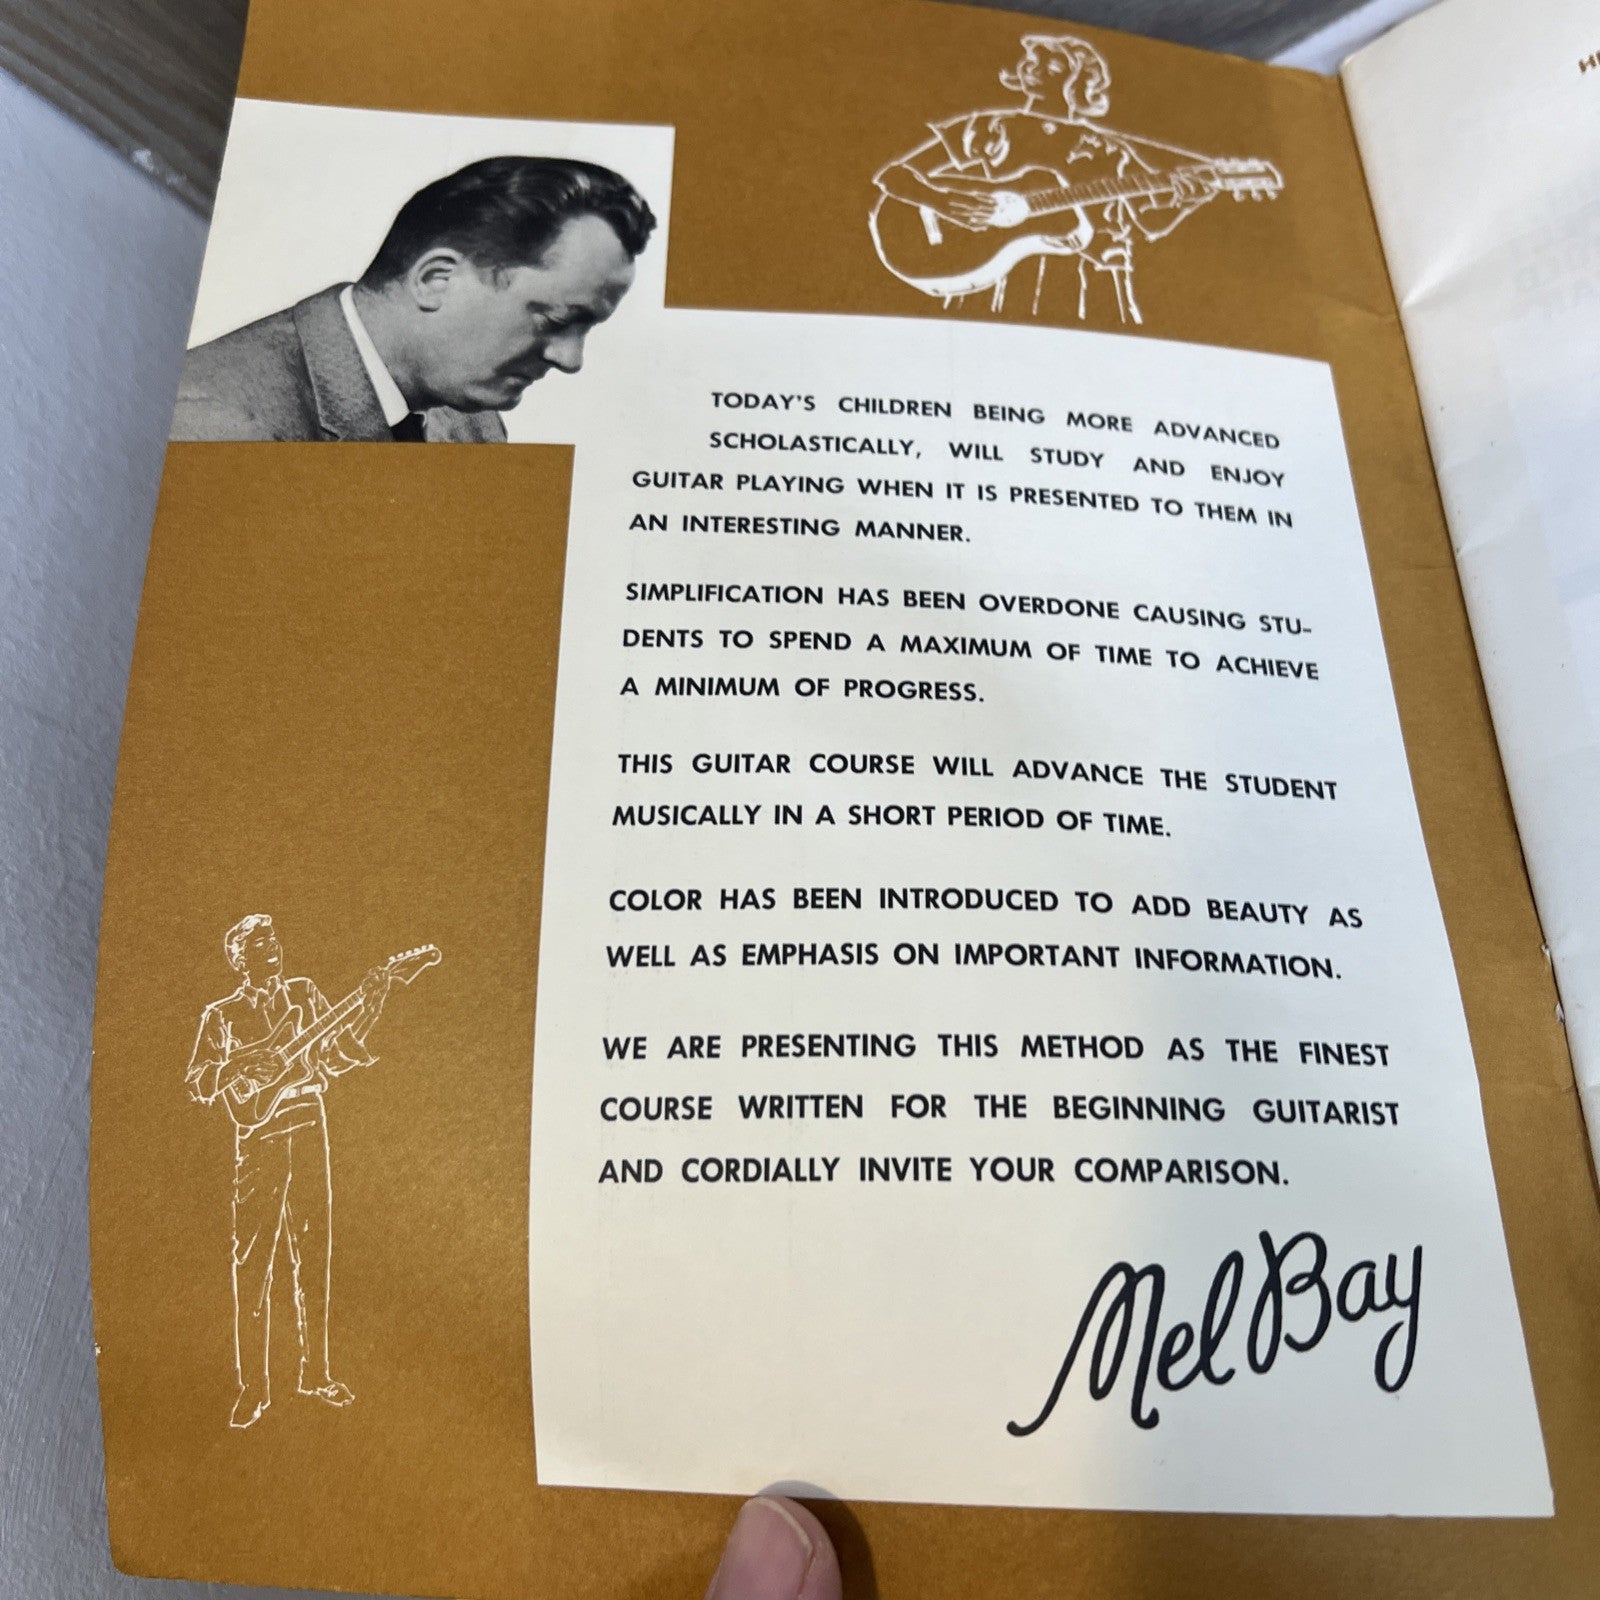 TODAY'S CHILDREN BEING MORE ADVANCED
SCHOLASTICALLY, WILL STUDY AND ENJOY
GUITAR PLAYING WHEN IT IS PRESENTED TO THEM IN
AN INTERESTING MANNER.
SIMPLIFICATION HAS BEEN OVERDONE CAUSING STU-
DENTS TO SPEND A MAXIMUM OF TIME TO ACHIEVE
A MINIMUM OF PROGRESS.
THIS GUITAR COURSE WILL ADVANCE THE STUDENT
MUSICALLY IN A SHORT PERIOD OF TIME.
COLOR HAS BEEN INTRODUCED TO ADD BEAUTY AS
WELL AS EMPHASIS ON IMPORTANT INFORMATION.
WE ARE PRESENTING THIS METHOD AS THE FINEST
COURSE WRITTEN FOR THE BEGINNING GUITARIST
AND CORDIALLY INVITE YOUR COMPARISON.
Mel Bay